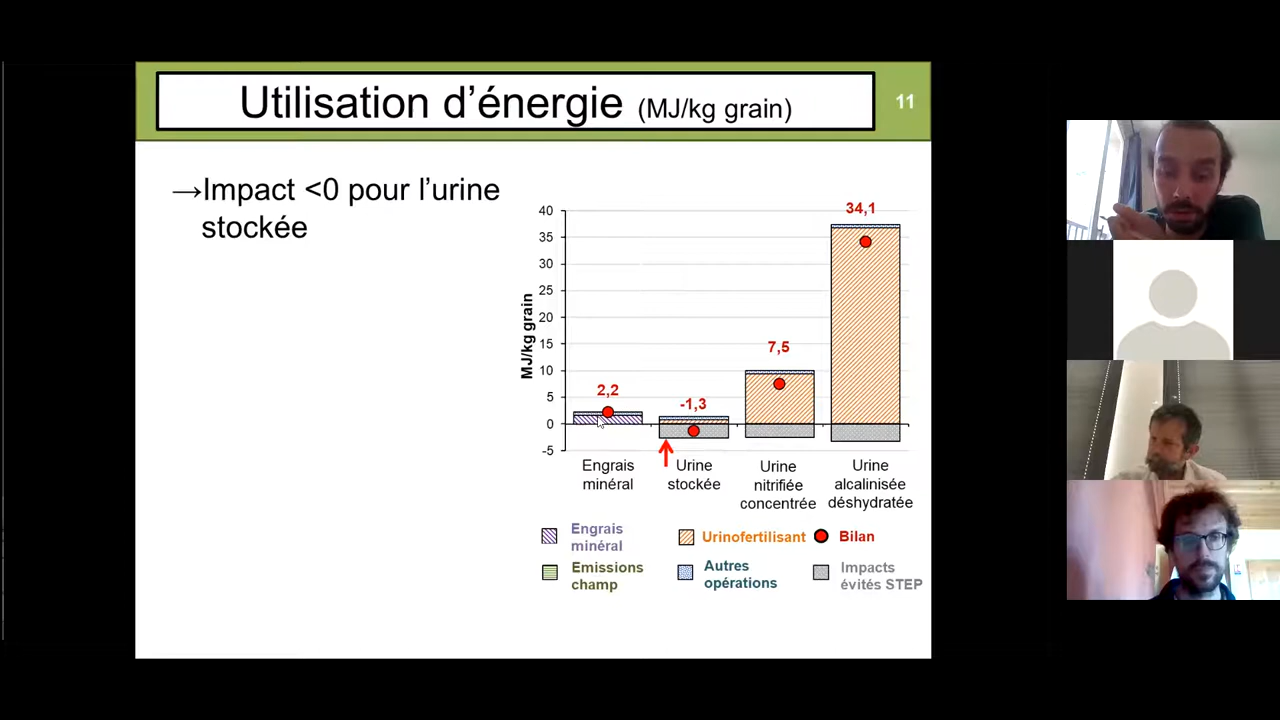 Utilisation d’énergie (MJ/kg grain)
11
→Impact <0 pour l’urine
stockée
MJ/kg grain
40
35
30
25
20
15
10
5
0
-5
2,2
-1,3
7,5
34,1
Engrais
minéral
Urine
stockée
Urine
nitrifiée
concentrée
Urine
alcalinisée
déshydratée
Engrais
minéral
Urinofertilisant
Bilan
Emissions
champ
Autres
opérations
Impacts
évités STEP